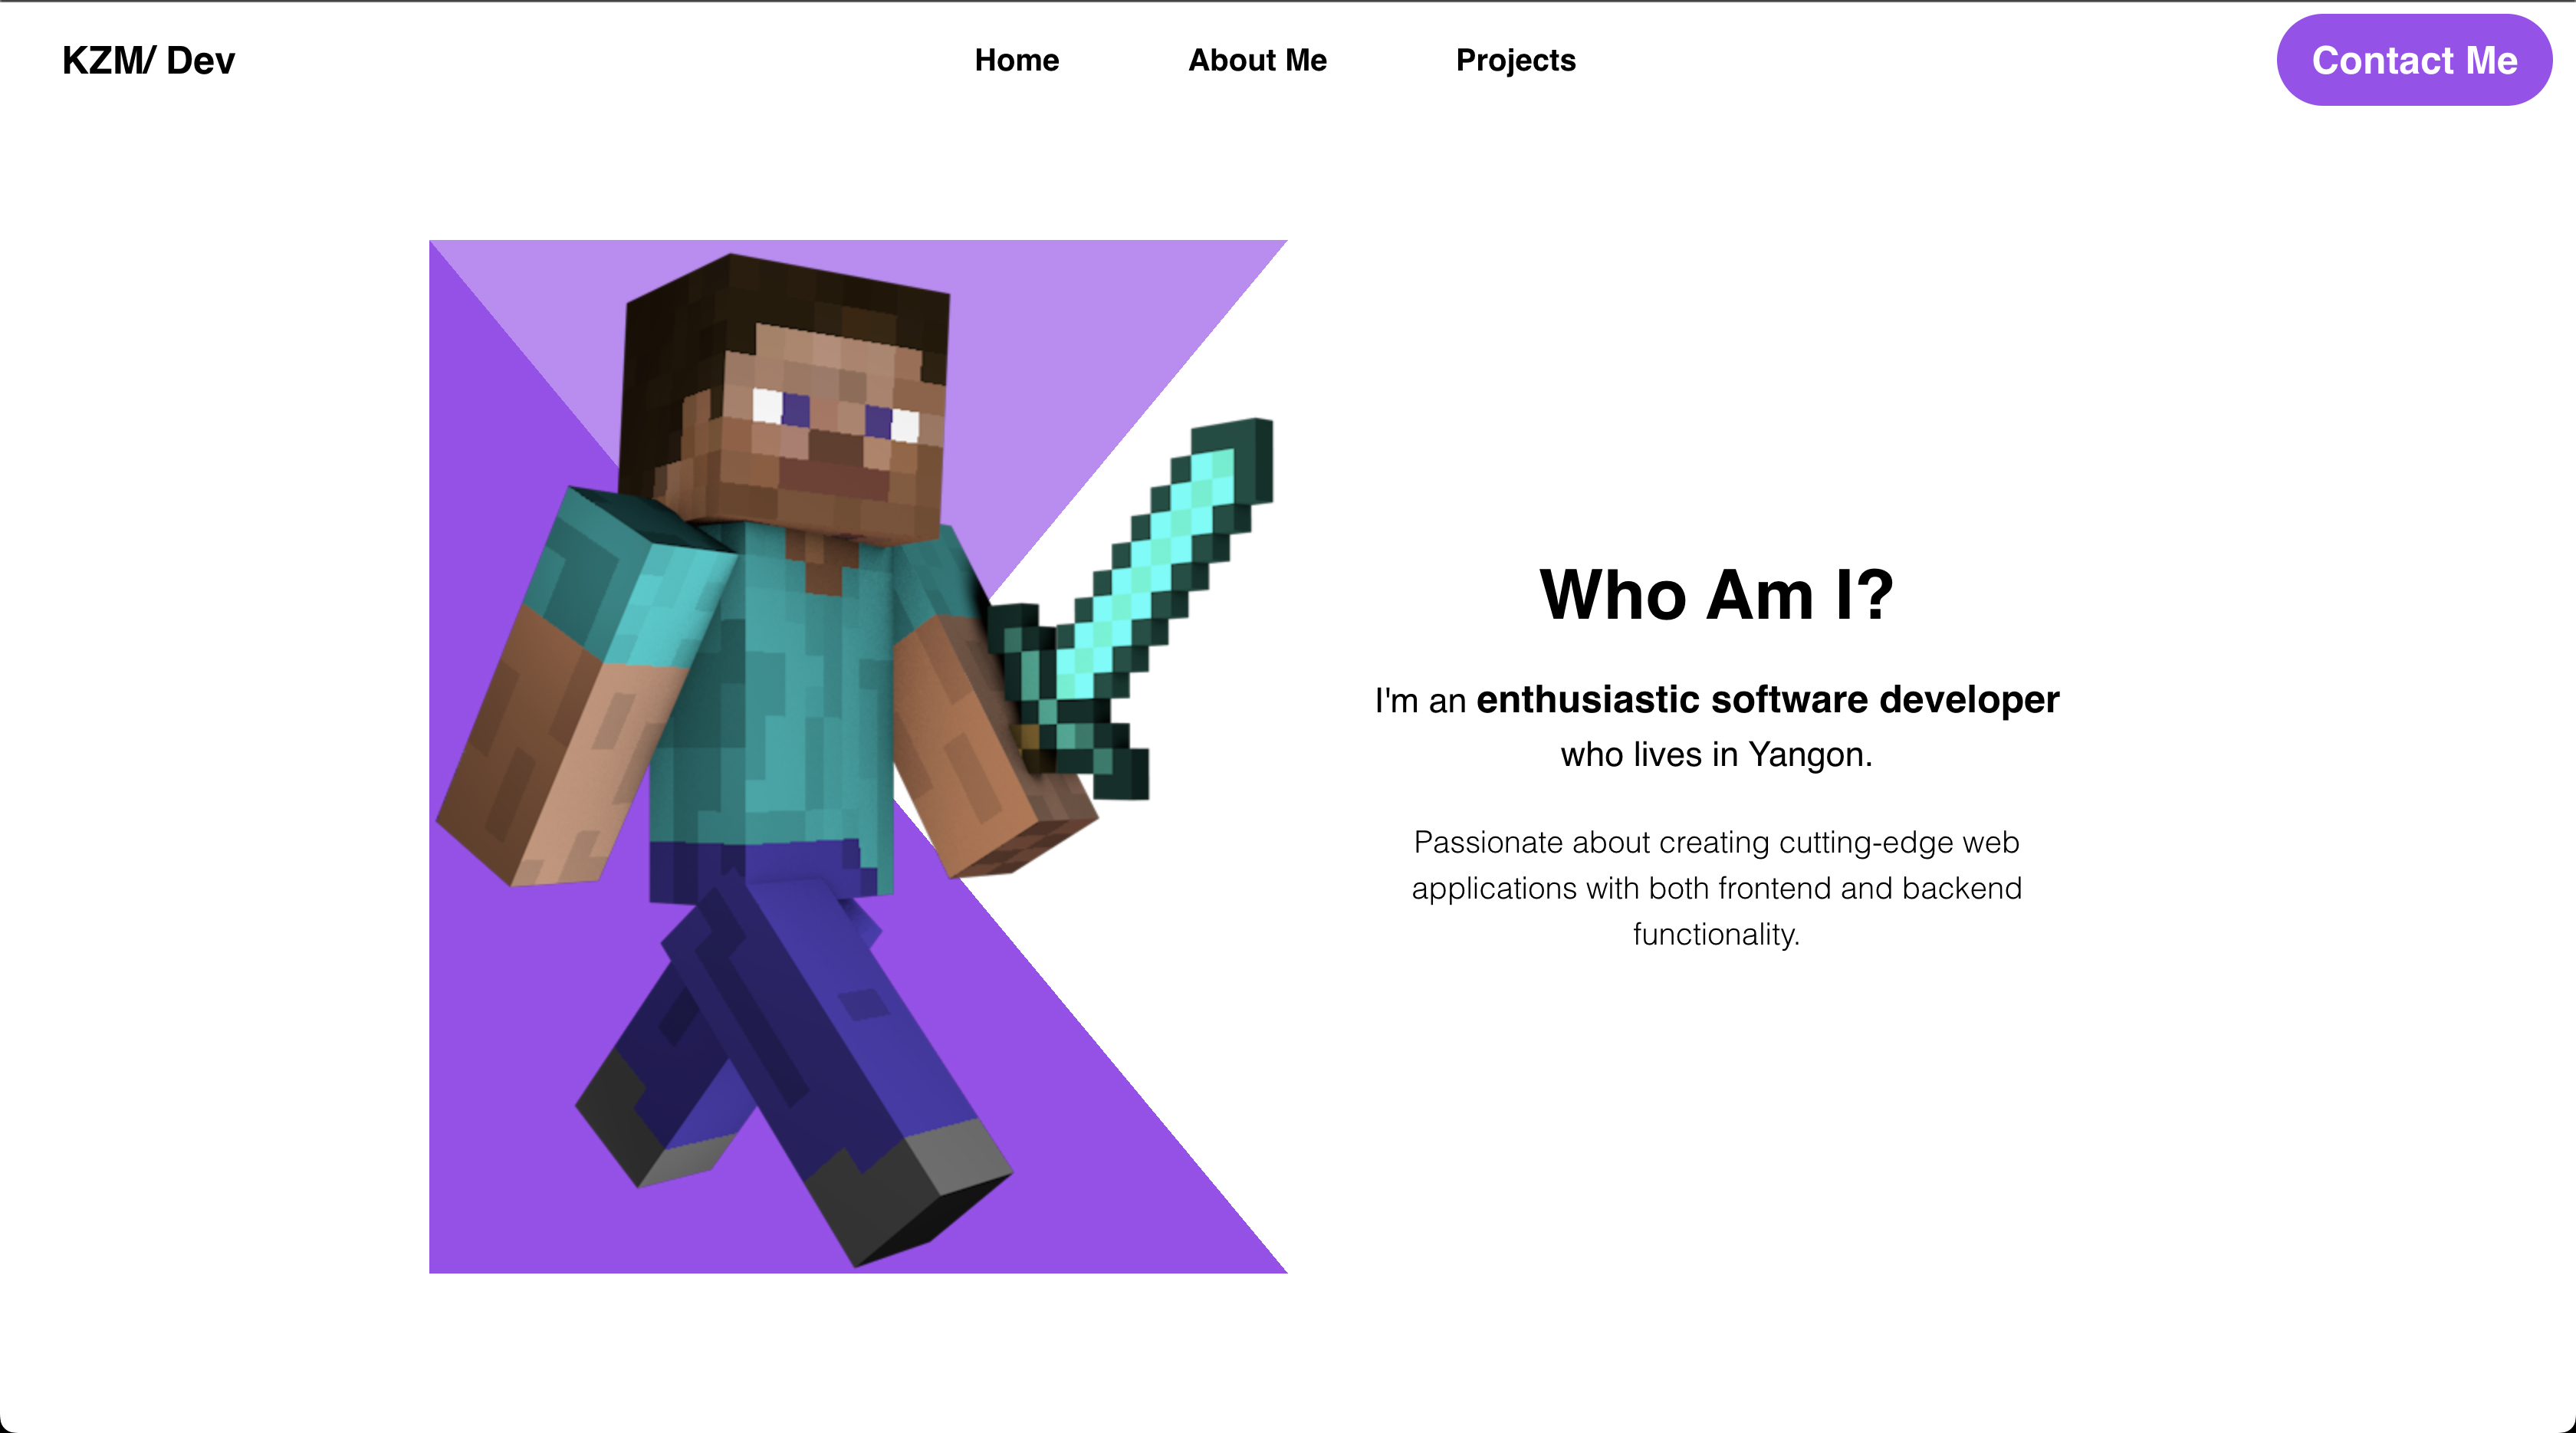 KZM/ Dev
Home
About Me
Projects
Contact Me
Who Am I?
I'm an enthusiastic software developer
who lives in Yangon.
Passionate about creating cutting-edge web
applications with both frontend and backend
functionality.